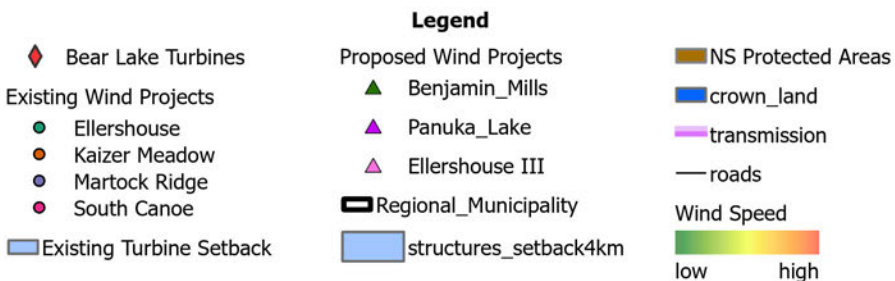 Legend
Bear Lake Turbines
Existing Wind Projects
Ellershouse
Kaizer Meadow
Martock Ridge
South Canoe
Existing Turbine Setback
Proposed Wind Projects
Benjamin_Mills
Panuka_Lake
Ellershouse III
Regional_Municipality
structures_setback4km
NS Protected Areas
crown_land
transmission
roads
Wind Speed
low high